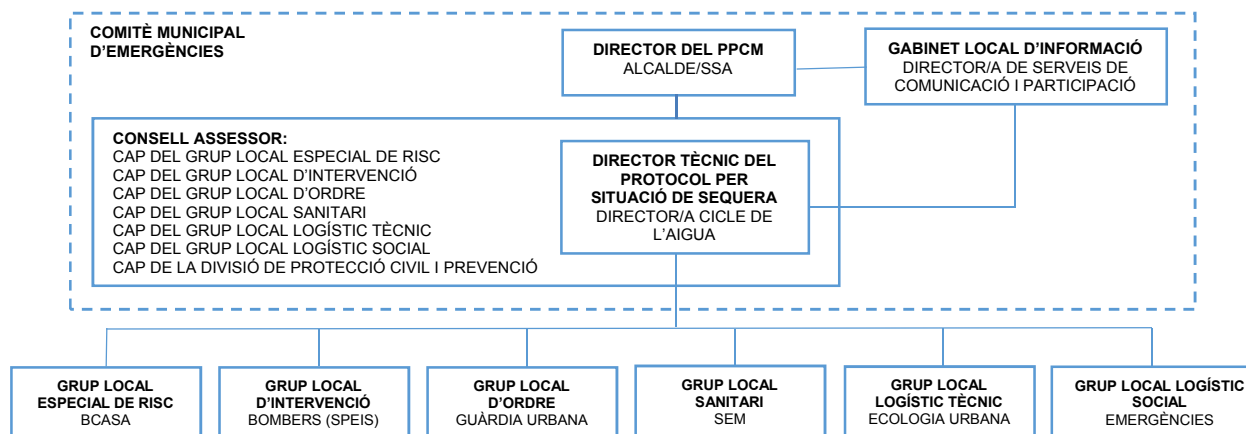 COMITÈ MUNICIPAL
D'EMERGÈNCIES
DIRECTOR DEL PPCM
ALCALDE/SSA
GABINET LOCAL D'INFORMACIÓ
DIRECTOR/A DE SERVEIS DE
COMUNICACIÓ I PARTICIPACIÓ
CONSELL ASSESSOR:
CAP DEL GRUP LOCAL ESPECIAL DE RISC
CAP DEL GRUP LOCAL D'INTERVENCIÓ
CAP DEL GRUP LOCAL D'ORDRE
CAP DEL GRUP LOCAL SANITARI
CAP DEL GRUP LOCAL LOGÍSTIC TÈCNIC
CAP DEL GRUP LOCAL LOGÍSTIC SOCIAL
CAP DE LA DIVISIÓ DE PROTECCIÓ CIVIL I PREVENCIÓ
DIRECTOR TÈCNIC DEL
PROTOCOL PER
SITUACIÓ DE SEQUERA
DIRECTOR/A CICLE DE
L'AIGUA
GRUP LOCAL
ESPECIAL DE RISC
BCASA
GRUP LOCAL
D'INTERVENCIÓ
BOMBERS (SPEIS)
GRUP LOCAL
D'ORDRE
GUÀRDIA URBANA
GRUP LOCAL
SANITARI
SEM
GRUP LOCAL
LOGÍSTIC TÈCNIC
ECOLOGIA URBANA
GRUP LOCAL LOGÍSTIC
SOCIAL
EMERGÈNCIES